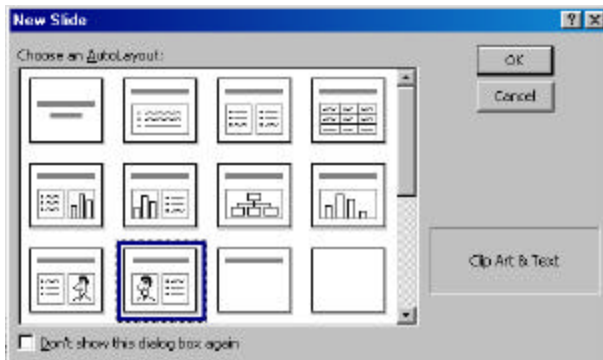 New Slide
Choose an AutoLayout:
OK
Cancel
Clip Art & Text
Don't show this dialog box again